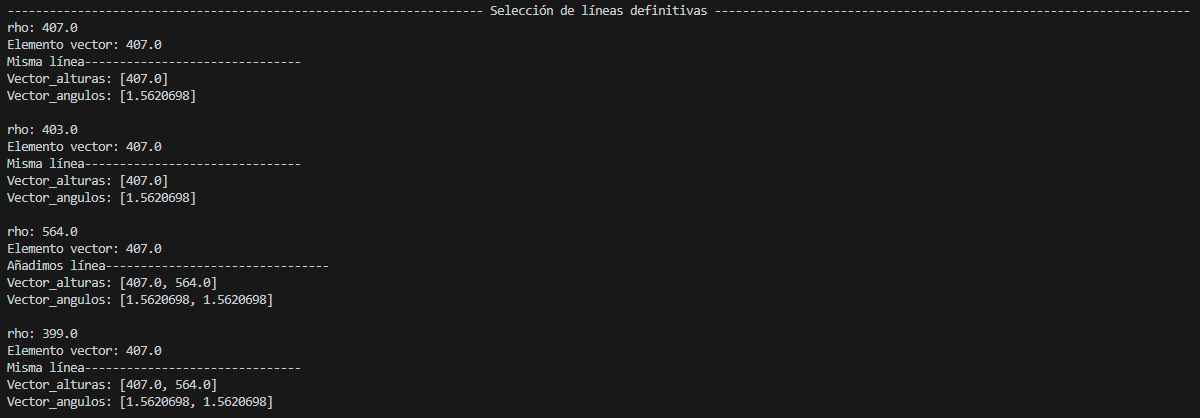 -------------------------------------------------------------------- Selección de líneas definitivas --------------------------------------------------------------------
rho: 407.0
Elemento vector: 407.0
Misma línea-------------------------------
Vector_alturas: [407.0]
Vector_angulos: [1.5620698]

rho: 403.0
Elemento vector: 407.0
Misma línea-------------------------------
Vector_alturas: [407.0]
Vector_angulos: [1.5620698]

rho: 564.0
Elemento vector: 407.0
Añadimos línea--------------------------------
Vector_alturas: [407.0, 564.0]
Vector_angulos: [1.5620698, 1.5620698]

rho: 399.0
Elemento vector: 407.0
Misma línea-------------------------------
Vector_alturas: [407.0, 564.0]
Vector_angulos: [1.5620698, 1.5620698]